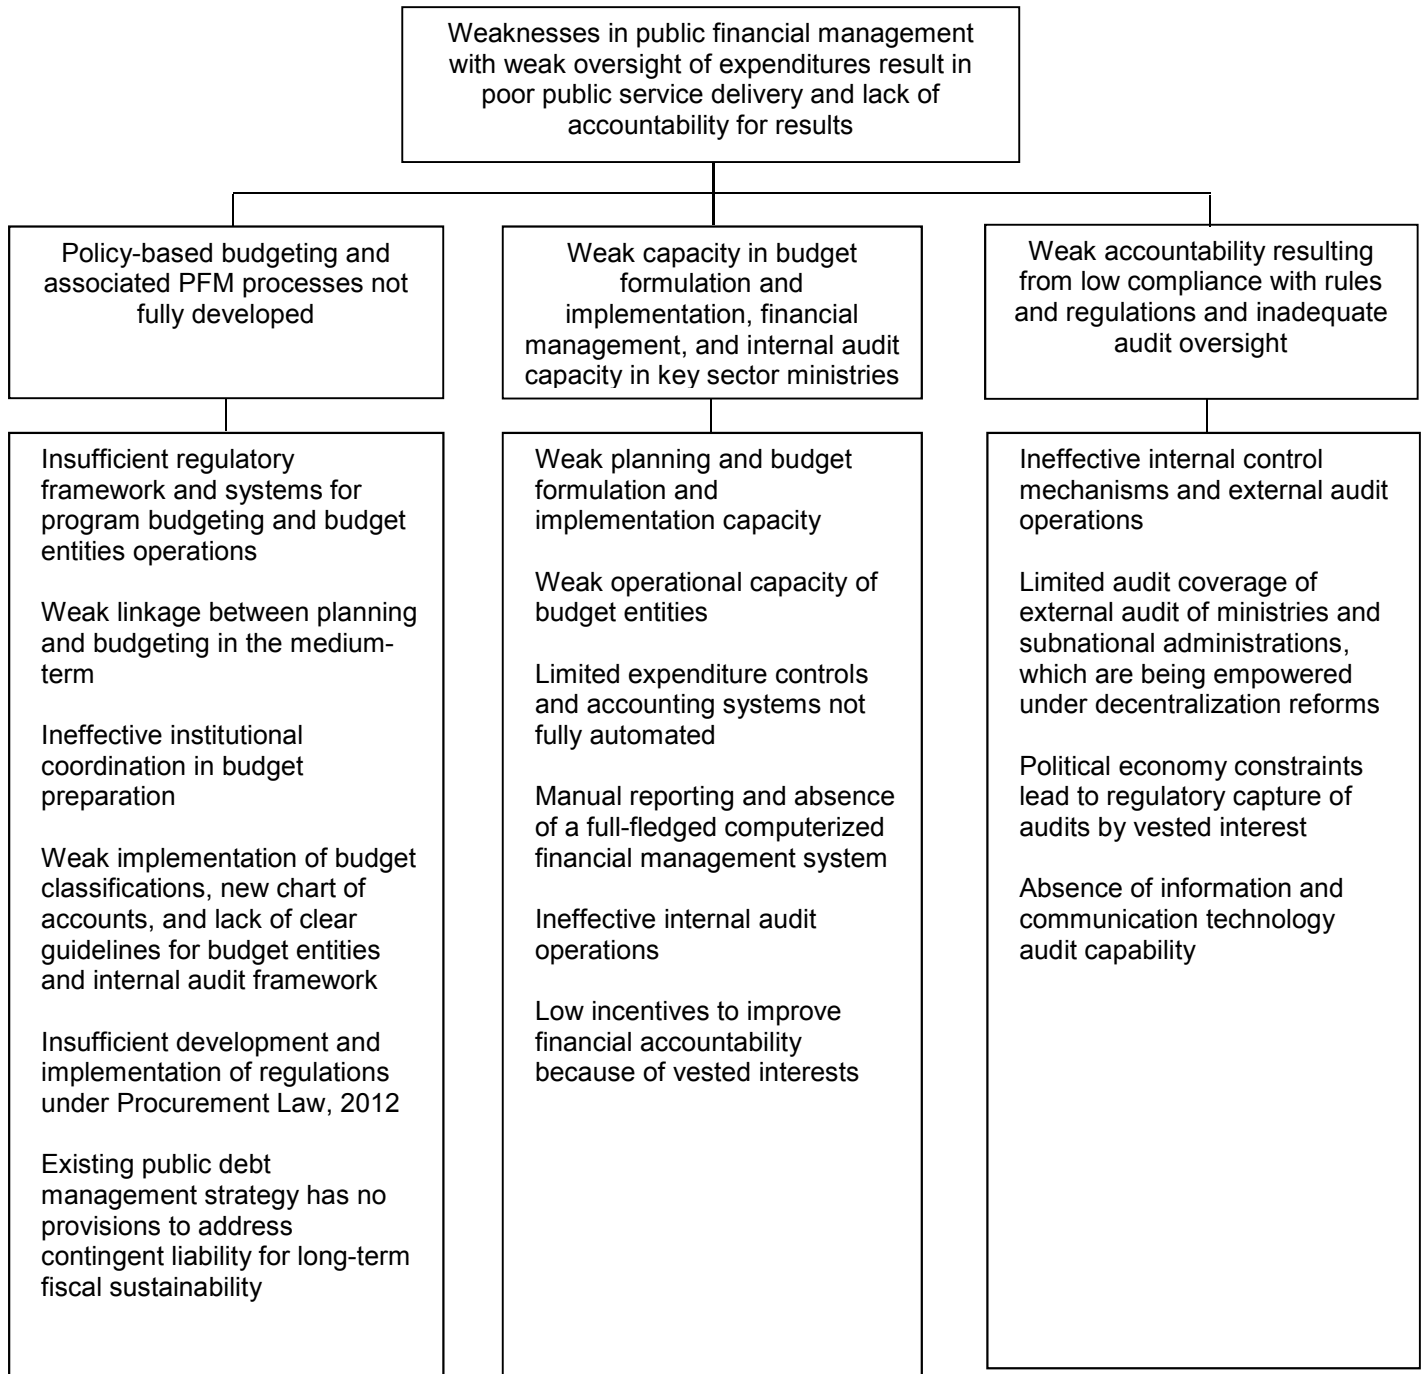 Weaknesses in public financial management
with weak oversight of expenditures result in
poor public service delivery and lack of
accountability for results
Policy-based budgeting and
associated PFM processes not
fully developed
Weak capacity in budget
formulation and
implementation, financial
management, and internal audit
capacity in key sector ministries
Weak accountability resulting
from low compliance with rules
and regulations and inadequate
audit oversight
Insufficient regulatory
framework and systems for
program budgeting and budget
entities operations
Weak linkage between planning
and budgeting in the medium-
term
Ineffective institutional
coordination in budget
preparation
Weak implementation of budget
classifications, new chart of
accounts, and lack of clear
guidelines for budget entities
and internal audit framework
Insufficient development and
implementation of regulations
under Procurement Law, 2012
Existing public debt
management strategy has no
provisions to address
contingent liability for long-term
fiscal sustainability
Weak planning and budget
formulation and
implementation capacity
Weak operational capacity of
budget entities
Limited expenditure controls
and accounting systems not
fully automated
Manual reporting and absence
of a full-fledged computerized
financial management system
Ineffective internal audit
operations
Low incentives to improve
financial accountability
because of vested interests
Ineffective internal control
mechanisms and external audit
operations
Limited audit coverage of
external audit of ministries and
subnational administrations,
which are being empowered
under decentralization reforms
Political economy constraints
lead to regulatory capture of
audits by vested interest
Absence of information and
communication technology
audit capability